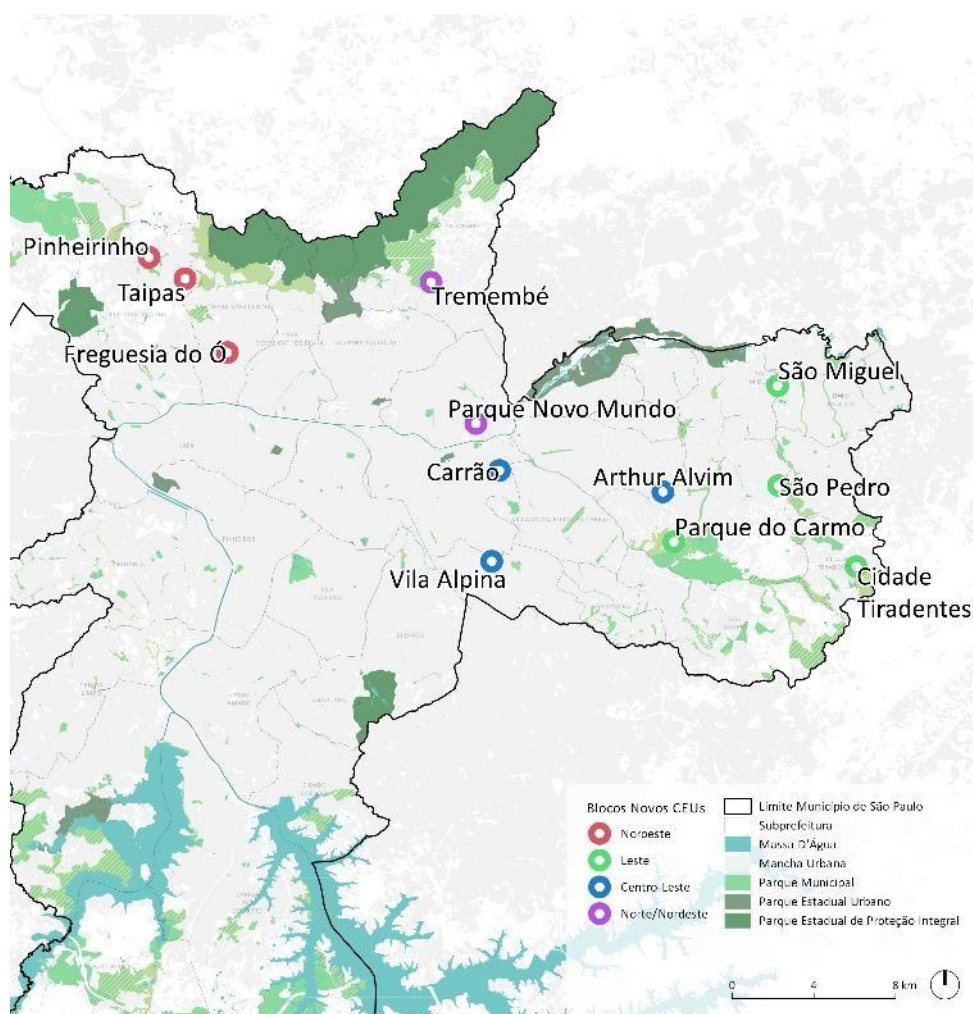 Pinheirinho
Taipas
Tremembé
Freguesia do Ó
São Miguel
Parque Novo Mundo
Carrão
Arthur Alvim
São Pedro
Parque do Carmo
Vila Alpina
Cidade
Tiradentes
Blocos Novos CEUs
Noroeste
Leste
Centro-Leste
Norte/Nordeste
Limite Município de São Paulo
Subprefeitura
Massa D'Água
Mancha Urbana
Parque Municipal
Parque Estadual Urbano
Parque Estadual de Proteção Integral
0 4 8 km